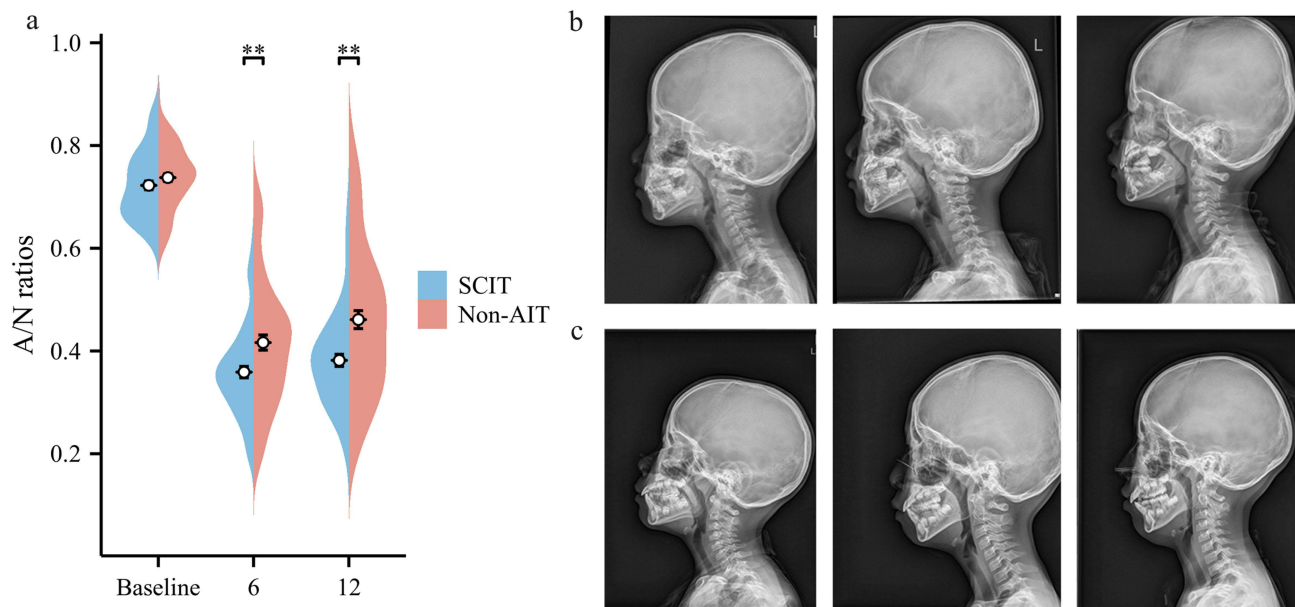 a
1.0
0.8
0.6
0.4
0.2
A/N ratios
**
**
SCIT
Non-AIT
Baseline
6
12
b
L
L
c
L